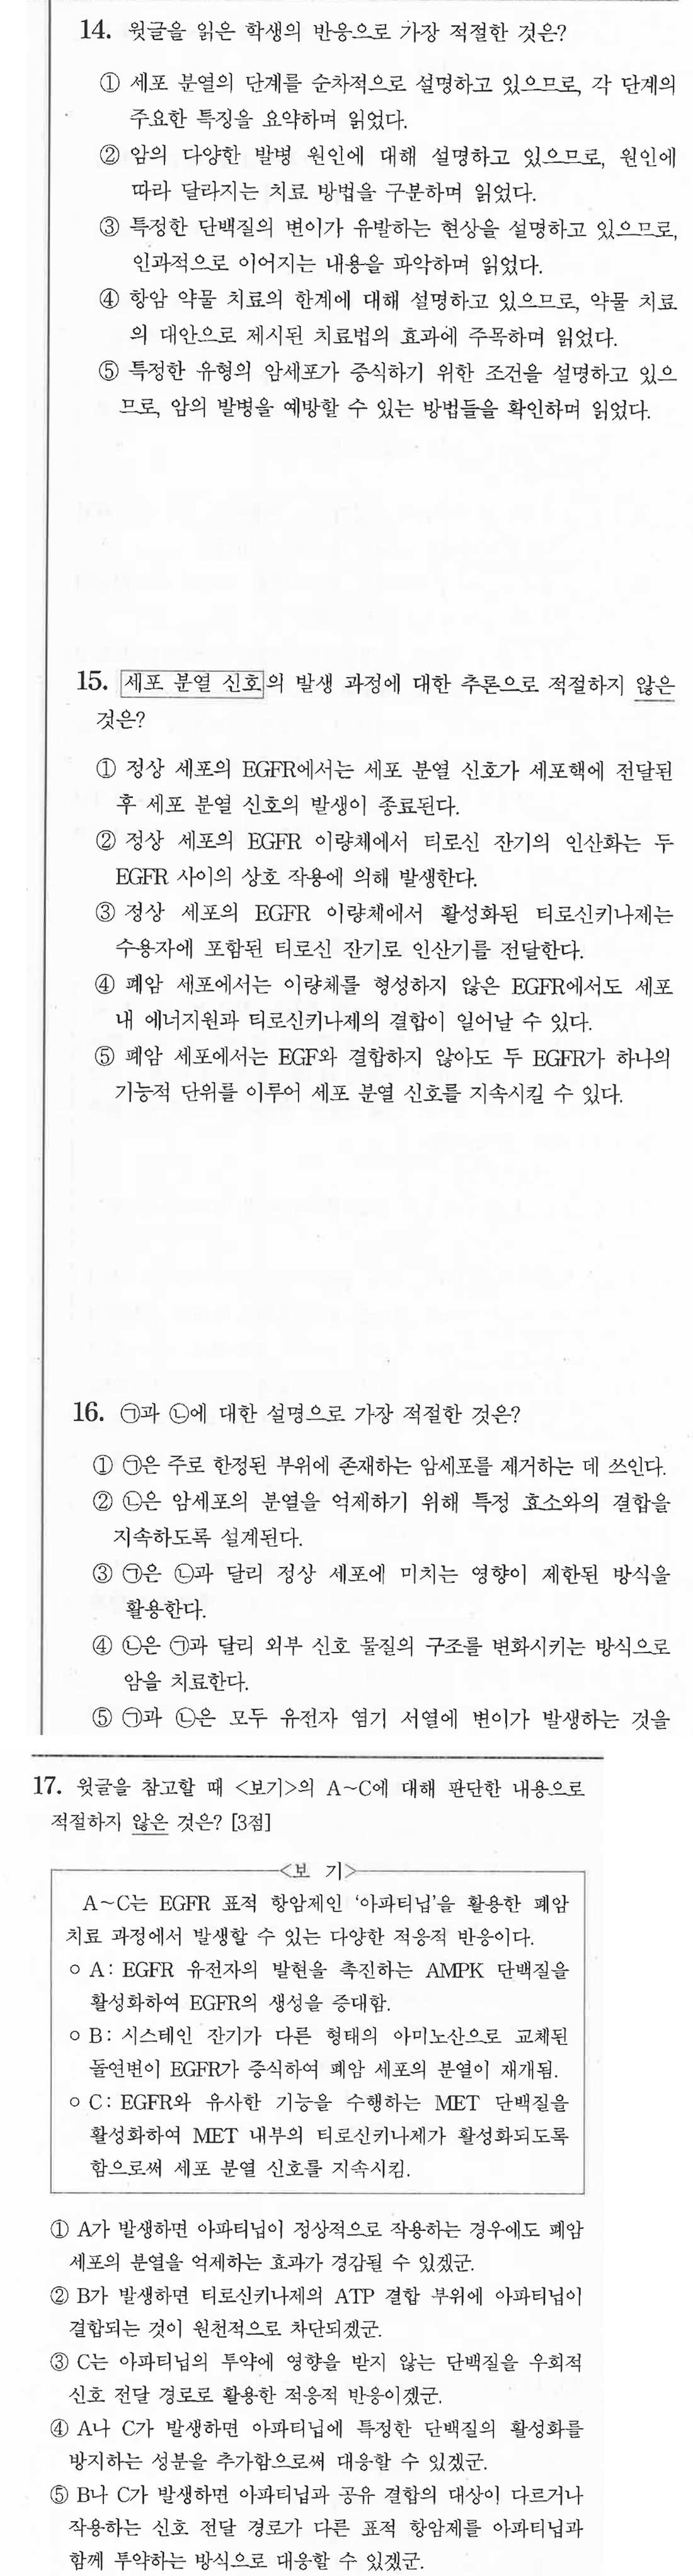 14. 윗글을 읽은 학생의 반응으로 가장 적절한 것은?
① 세포 분열의 단계를 순차적으로 설명하고 있으므로, 각 단계의
주요한 특징을 요약하며 읽었다.
② 암의 다양한 발병 원인에 대해 설명하고 있으므로, 원인에
따라 달라지는 치료 방법을 구분하며 읽었다.
③ 특정한 단백질의 변이가 유발하는 현상을 설명하고 있으므로,
인과적으로 이어지는 내용을 파악하며 읽었다.
④ 항암 약물 치료의 한계에 대해 설명하고 있으므로, 약물 치료
의 대안으로 제시된 치료법의 효과에 주목하며 읽었다.
⑤ 특정한 유형의 암세포가 증식하기 위한 조건을 설명하고 있으
므로, 암의 발병을 예방할 수 있는 방법들을 확인하며 읽었다.
15. 세포 분열 신호의 발생 과정에 대한 추론으로 적절하지 않은
것은?
① 정상 세포의 EGFR에서는 세포 분열 신호가 세포핵에 전달된
후 세포 분열 신호의 발생이 종료된다.
② 정상 세포의 EGFR 이량체에서 티로신 잔기의 인산화는 두
EGFR 사이의 상호 작용에 의해 발생한다.
③ 정상 세포의 EGFR 이량체에서 활성화된 티로신키나제는
수용자에 포함된 티로신 잔기로 인산기를 전달한다.
④ 폐암 세포에서는 이량체를 형성하지 않은 EGFR에서도 세포
내 에너지원과 티로신키나제의 결합이 일어날 수 있다.
⑤ 폐암 세포에서는 EGF와 결합하지 않아도 두 EGFR가 하나의
기능적 단위를 이루어 세포 분열 신호를 지속시킬 수 있다.
16. ㉠과 ㉡에 대한 설명으로 가장 적절한 것은?
① ㉠은 주로 한정된 부위에 존재하는 암세포를 제거하는 데 쓰인다.
② ㉡은 암세포의 분열을 억제하기 위해 특정 효소와의 결합을
지속하도록 설계된다.
③ ㉠은 ㉡과 달리 정상 세포에 미치는 영향이 제한된 방식을
활용한다.
④ ㉡은 ㉠과 달리 외부 신호 물질의 구조를 변화시키는 방식으로
암을 치료한다.
⑤ ㉠과 ㉡은 모두 유전자 염기 서열에 변이가 발생하는 것을
17. 윗글을 참고할 때 <보기>의 A~C에 대해 판단한 내용으로
적절하지 않은 것은? [3점]
<보 기>
A~C는 EGFR 표적 항암제인 ‘아파티닙’을 활용한 폐암
치료 과정에서 발생할 수 있는 다양한 적응적 반응이다.
○ A: EGFR 유전자의 발현을 촉진하는 AMPK 단백질을
활성화하여 EGFR의 생성을 증대함.
○ B: 시스테인 잔기가 다른 형태의 아미노산으로 교체된
돌연변이 EGFR가 증식하여 폐암 세포의 분열이 재개됨.
○ C: EGFR와 유사한 기능을 수행하는 MET 단백질을
활성화하여 MET 내부의 티로신키나제가 활성화되도록
함으로써 세포 분열 신호를 지속시킴.
① A가 발생하면 아파티닙이 정상적으로 작용하는 경우에도 폐암
세포의 분열을 억제하는 효과가 경감될 수 있겠군.
② B가 발생하면 티로신키나제의 ATP 결합 부위에 아파티닙이
결합되는 것이 원천적으로 차단되겠군.
③ C는 아파티닙의 투약에 영향을 받지 않는 단백질을 우회적
신호 전달 경로로 활용한 적응적 반응이겠군.
④ A나 C가 발생하면 아파티닙에 특정한 단백질의 활성화를
방지하는 성분을 추가함으로써 대응할 수 있겠군.
⑤ B나 C가 발생하면 아파티닙과 공유 결합의 대상이 다르거나
작용하는 신호 전달 경로가 다른 표적 항암제를 아파티닙과
함께 투약하는 방식으로 대응할 수 있겠군.